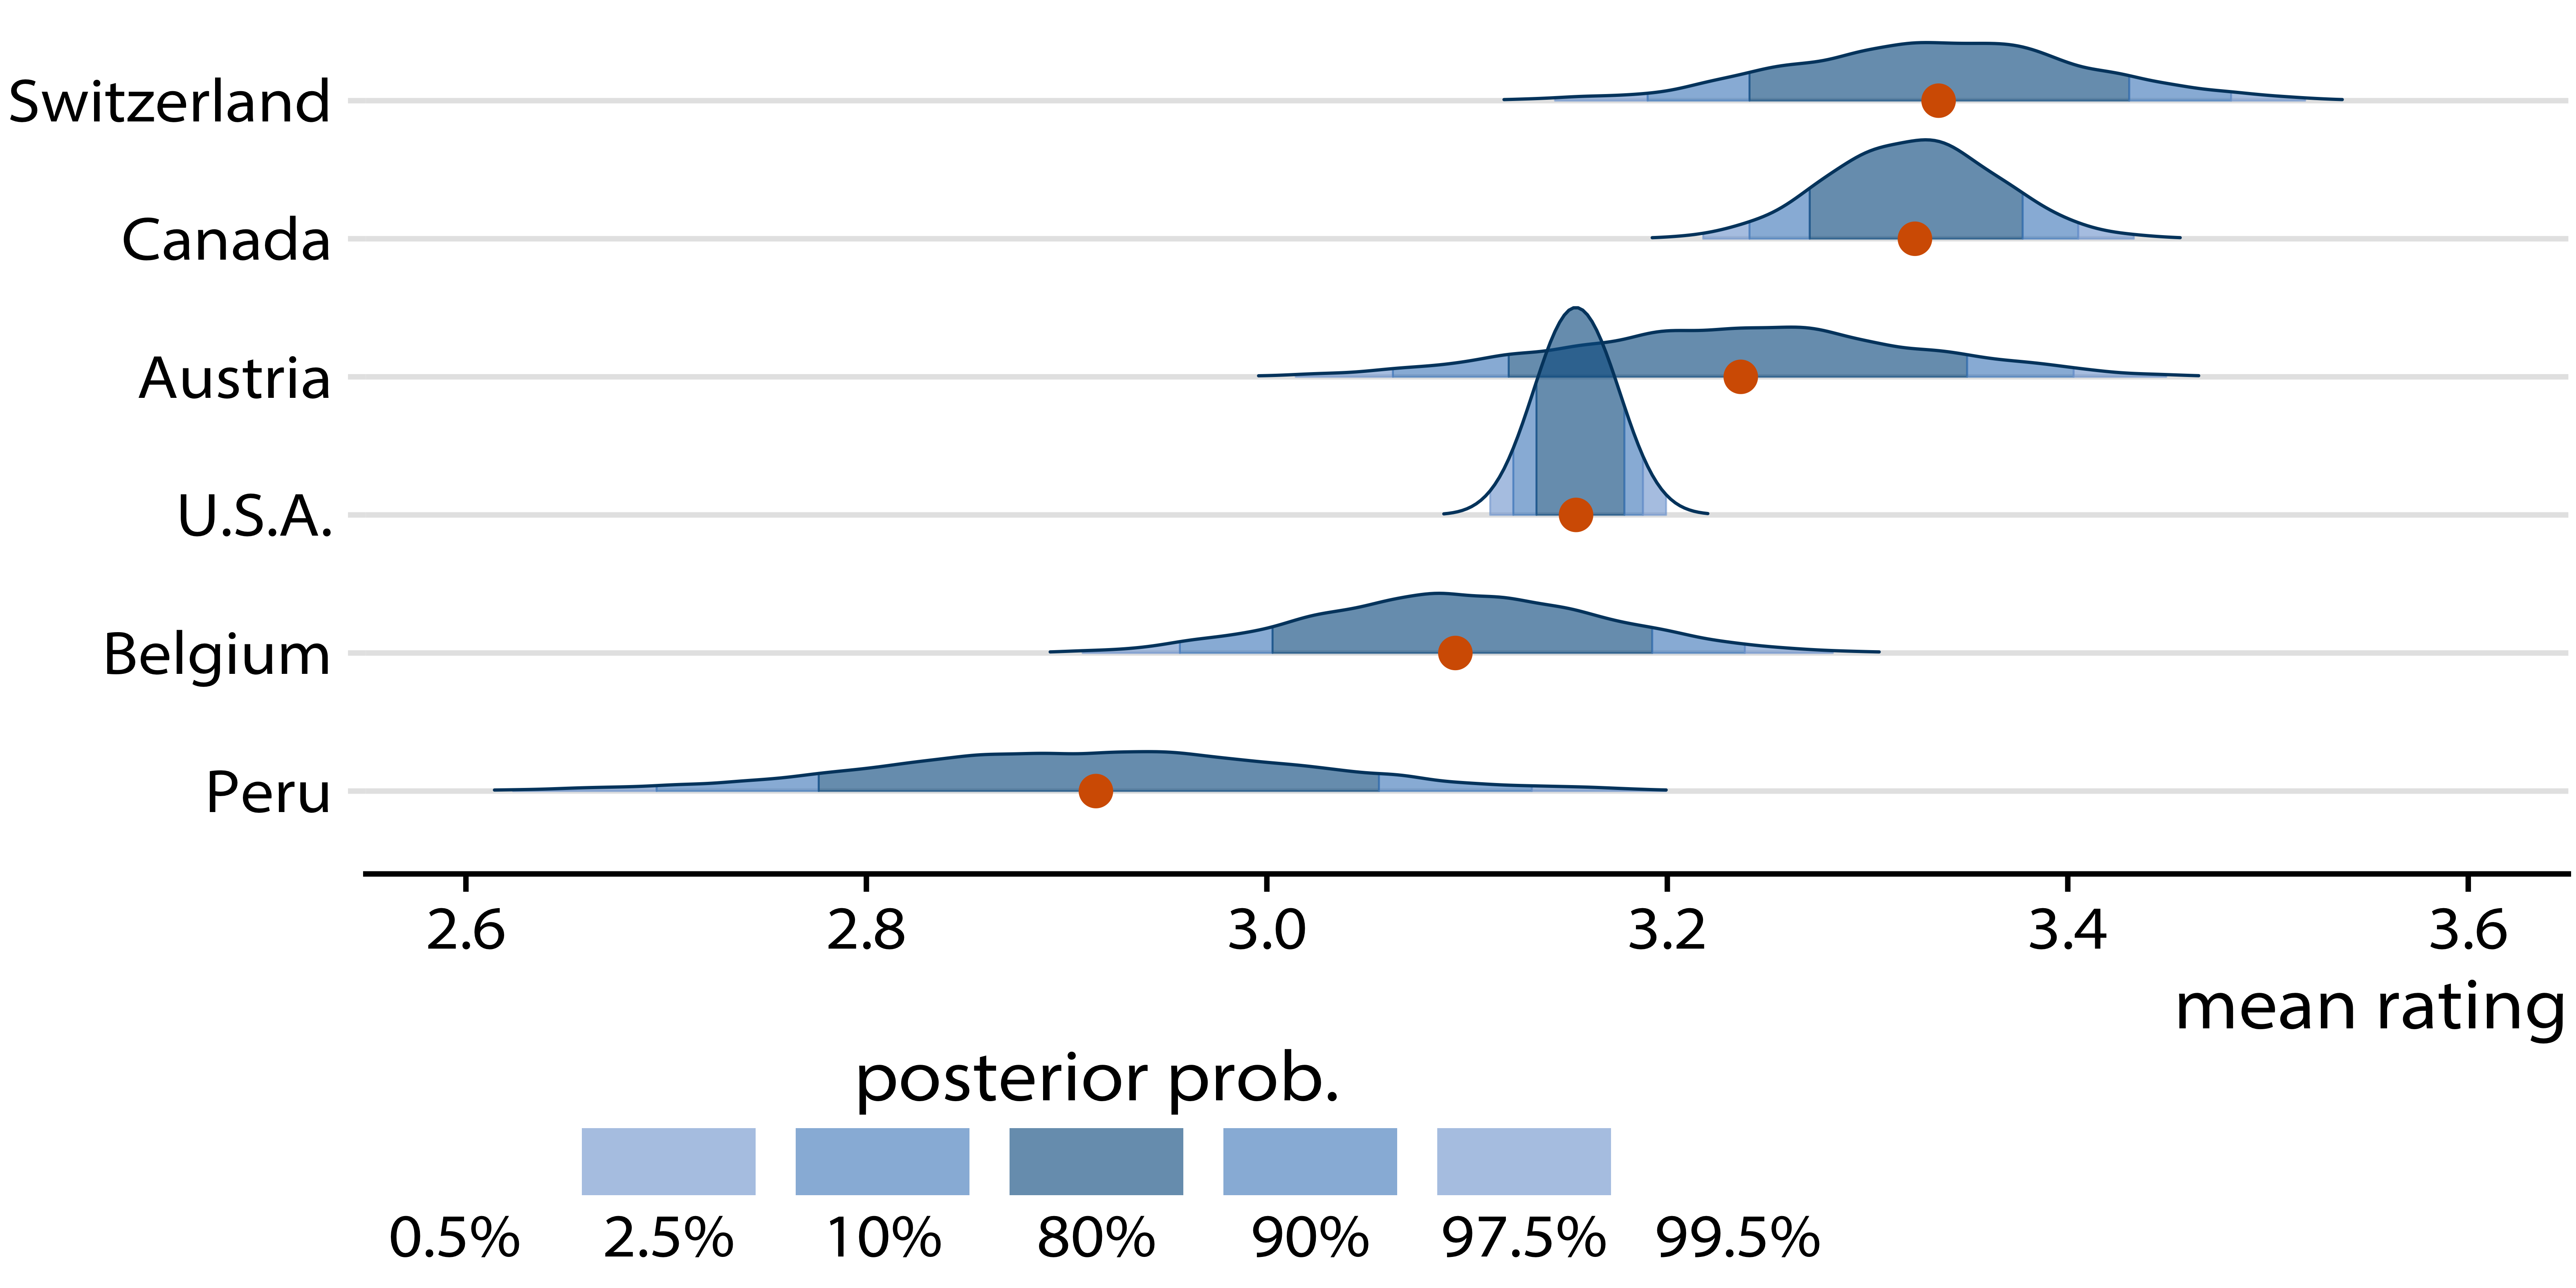 Switzerland
Canada
Austria
U.S.A.
Belgium
Peru
2.6 2.8 3.0 3.2 3.4 3.6
mean rating
posterior prob.
0.5% 2.5% 10% 80% 90% 97.5% 99.5%